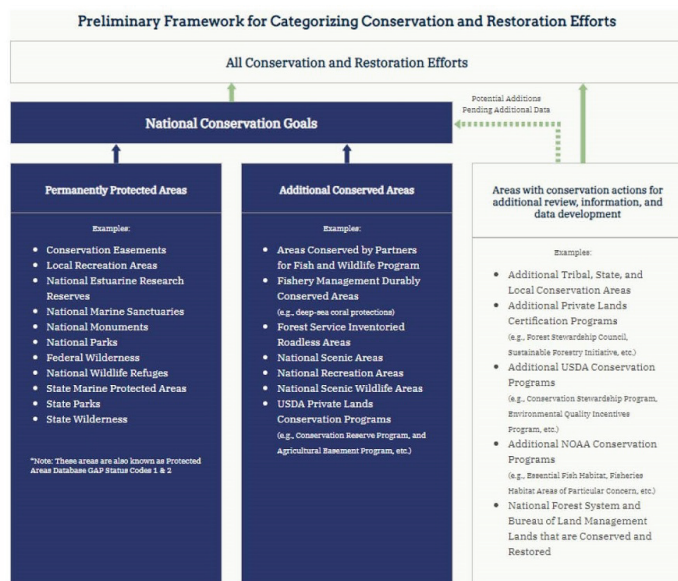 Preliminary Framework for Categorizing Conservation and Restoration Efforts
All Conservation and Restoration Efforts
Potential Additions
Pending Additional Data
National Conservation Goals
Permanently Protected Areas
Examples:
• Conservation Easements
• Local Recreation Areas
• National Estuarine Research
Reserves
• National Marine Sanctuaries
• National Monuments
• National Parks
• Federal Wilderness
• National Wildlife Refuges
• State Marine Protected Areas
• State Parks
• State Wilderness
*Note: These areas are also known as Protected
Areas Database GAP Status Codes 1 & 2
Additional Conserved Areas
Examples:
• Areas Conserved by Partners
for Fish and Wildlife Program
• Fishery Management Durably
Conserved Areas
(e.g., deep-sea coral protections)
• Forest Service Inventoried
Roadless Areas
• National Scenic Areas
• National Recreation Areas
• National Scenic Wildlife Areas
• USDA Private Lands
Conservation Programs
(e.g., Conservation Reserve Program, and
Agricultural Easement Program, etc.)
Areas with conservation actions for
additional review, information, and
data development
Examples:
• Additional Tribal, State, and
Local Conservation Areas
• Additional Private Lands
Certification Programs
(e.g., Forest Stewardship Council,
Sustainable Forestry Initiative, etc.)
• Additional USDA Conservation
Programs
(e.g., Conservation Stewardship Program,
Environmental Quality Incentives
Program, etc.)
• Additional NOAA Conservation
Programs
(e.g., Essential Fish Habitat, Fisheries
Habitat Areas of Particular Concern, etc.)
• National Forest System and
Bureau of Land Management
Lands that are Conserved and
Restored